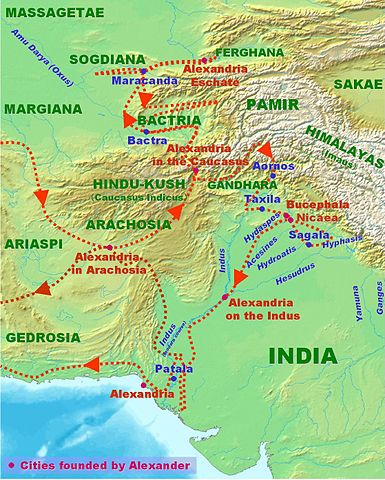 MASSAGETAE
Amu Darya (Oxus)
SOGDIANA
FERGHANA
Maracanda
Alexandria
Eschate
SAKAE
MARGIANA
PAMIR
BACTRIA
Bactra
Alexandria
in the Caucasus
HIMALAYAS
(Imaus)
Aornos
HINDU-KUSH
(Caucasus Indicus)
GANDHARA
Taxila
Bucephala
Nicaea
ARACHOSIA
Hydaspes
Sagala
Acesines
Hyphasis
Hydroatis
ARIASPI
Alexandria
in Arachosia
Indus
Hesudrus
Yamuna
Ganges
Alexandria
on the Indus
GEDROSIA
Indus
INDIA
Patala
Alexandria
Cities founded by Alexander